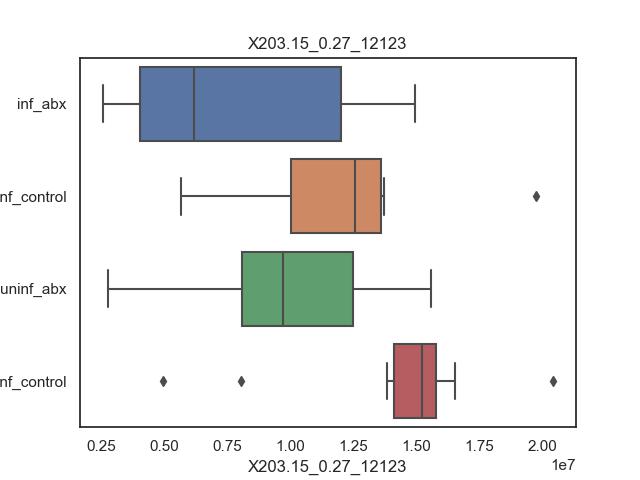 X203.15_0.27_12123
inf_abx
nf_control
uninf_abx
nf_control
0.25 0.50 0.75 1.00 1.25 1.50 1.75 2.00
X203.15_0.27_12123
1e7